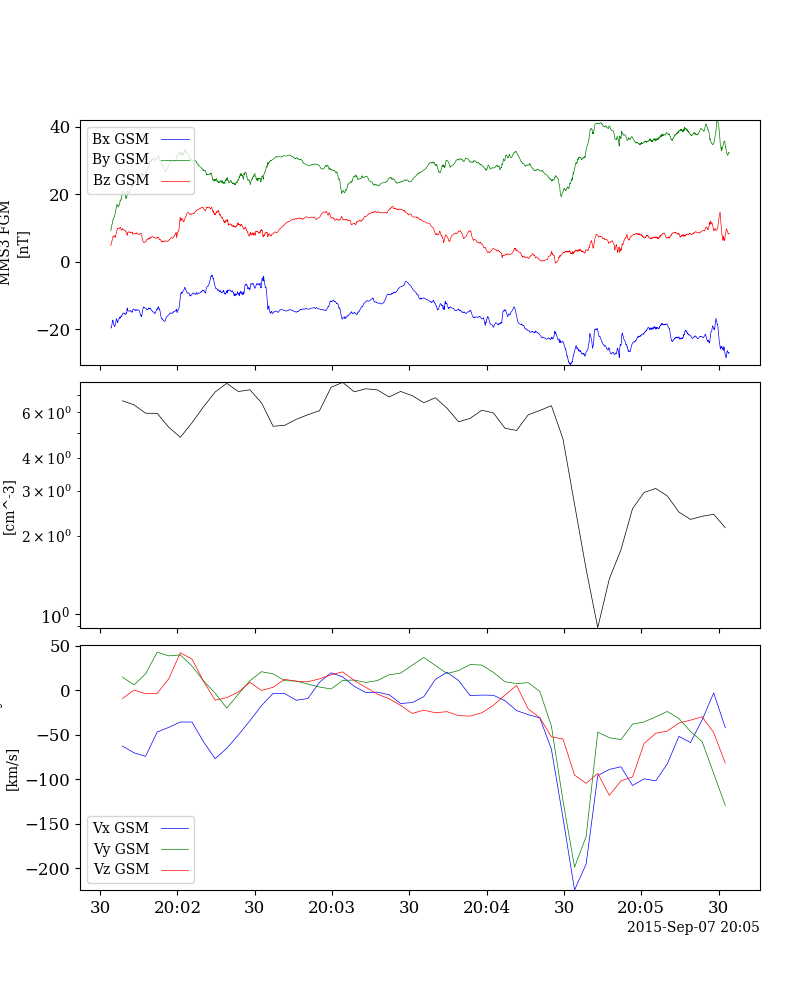 40
20
0
−20
MMS3 FGM
[nT]
Bx GSM
By GSM
Bz GSM
6 × 10⁰
4 × 10⁰
3 × 10⁰
2 × 10⁰
10⁰
[cm^-3]
50
0
−50
−100
−150
−200
[km/s]
Vx GSM
Vy GSM
Vz GSM
30 20:02 30 20:03 30 20:04 30 20:05 30
2015-Sep-07 20:05